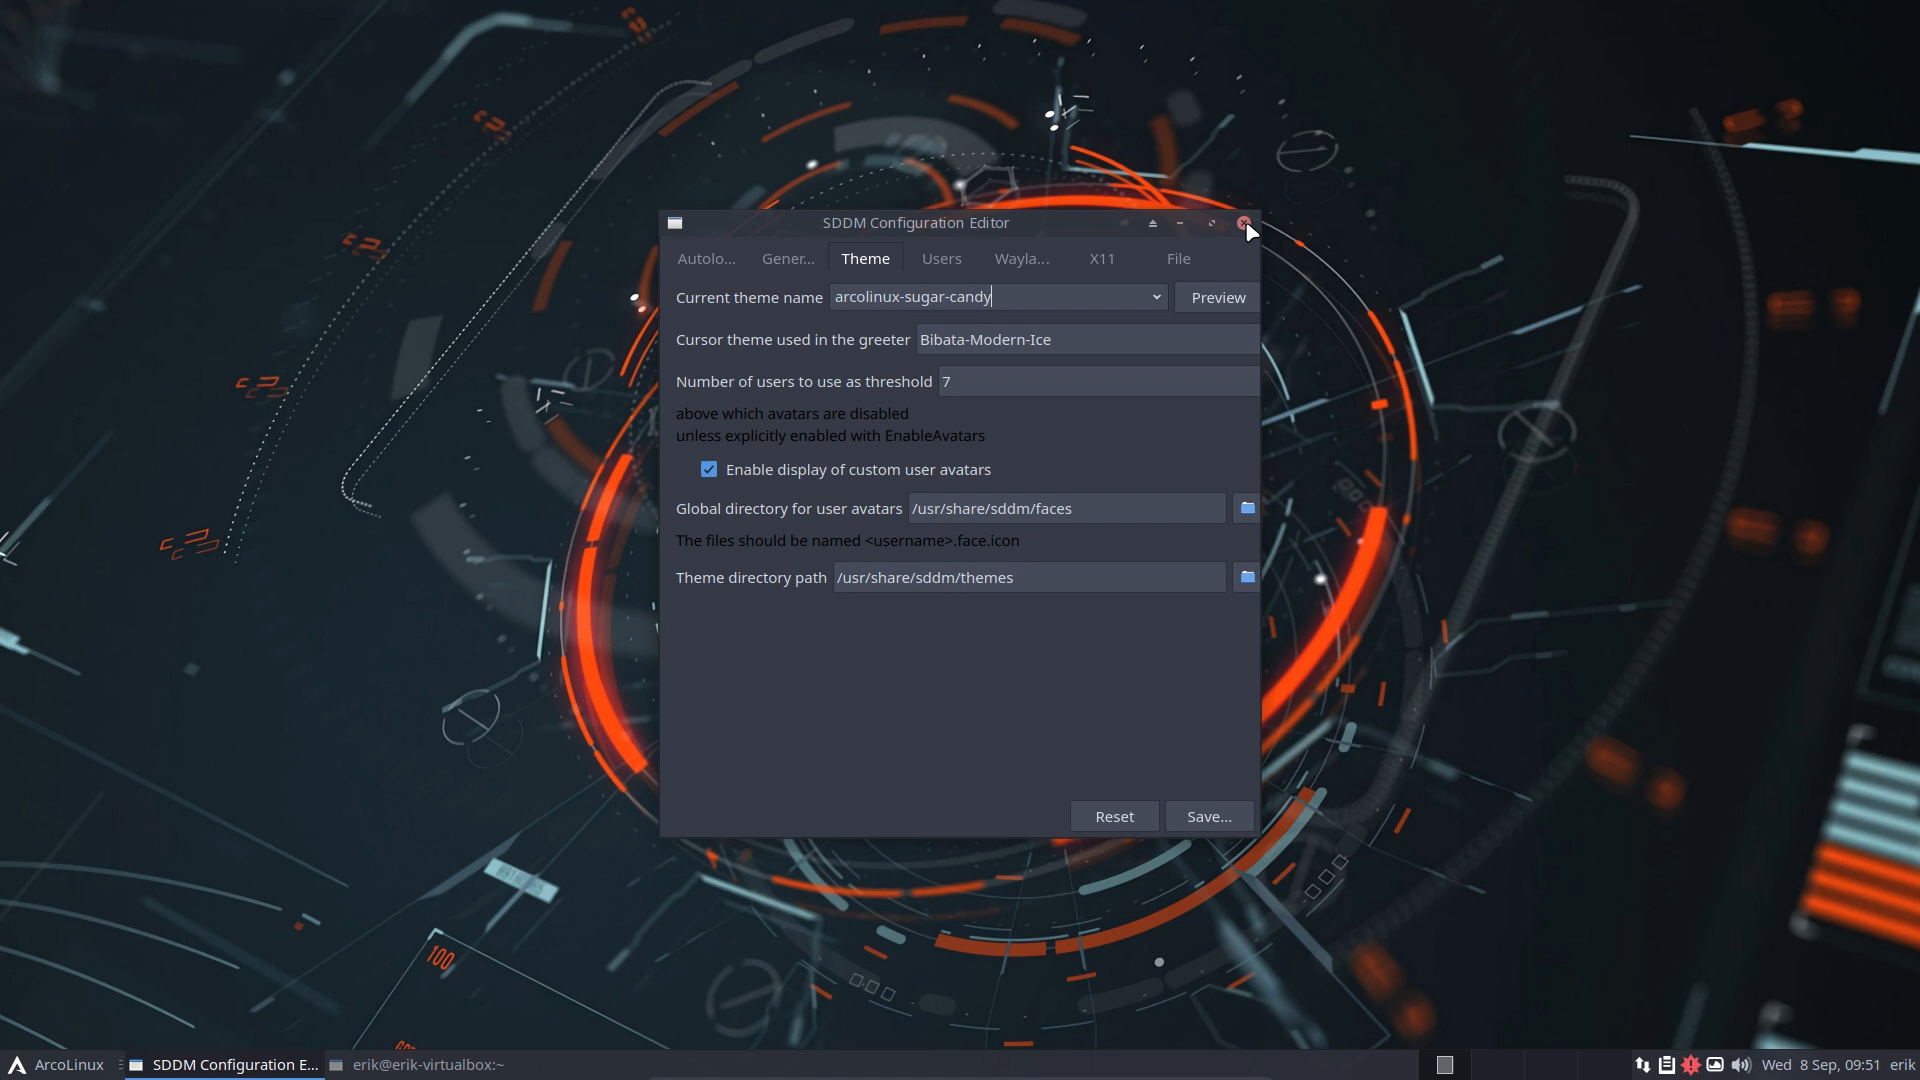 SDDM Configuration Editor
Autolo... Gener... Theme Users Wayla... X11 File
Current theme name arcolinux-sugar-candy Preview
Cursor theme used in the greeter Bibata-Modern-Ice
Number of users to use as threshold 7
above which avatars are disabled
unless explicitly enabled with EnableAvatars
Enable display of custom user avatars
Global directory for user avatars /usr/share/sddm/faces
The files should be named <username>.face.icon
Theme directory path /usr/share/sddm/themes
Reset Save...
100
ArcoLinux SDDM Configuration E... erik@erik-virtualbox:~ Wed 8 Sep, 09:51 erik